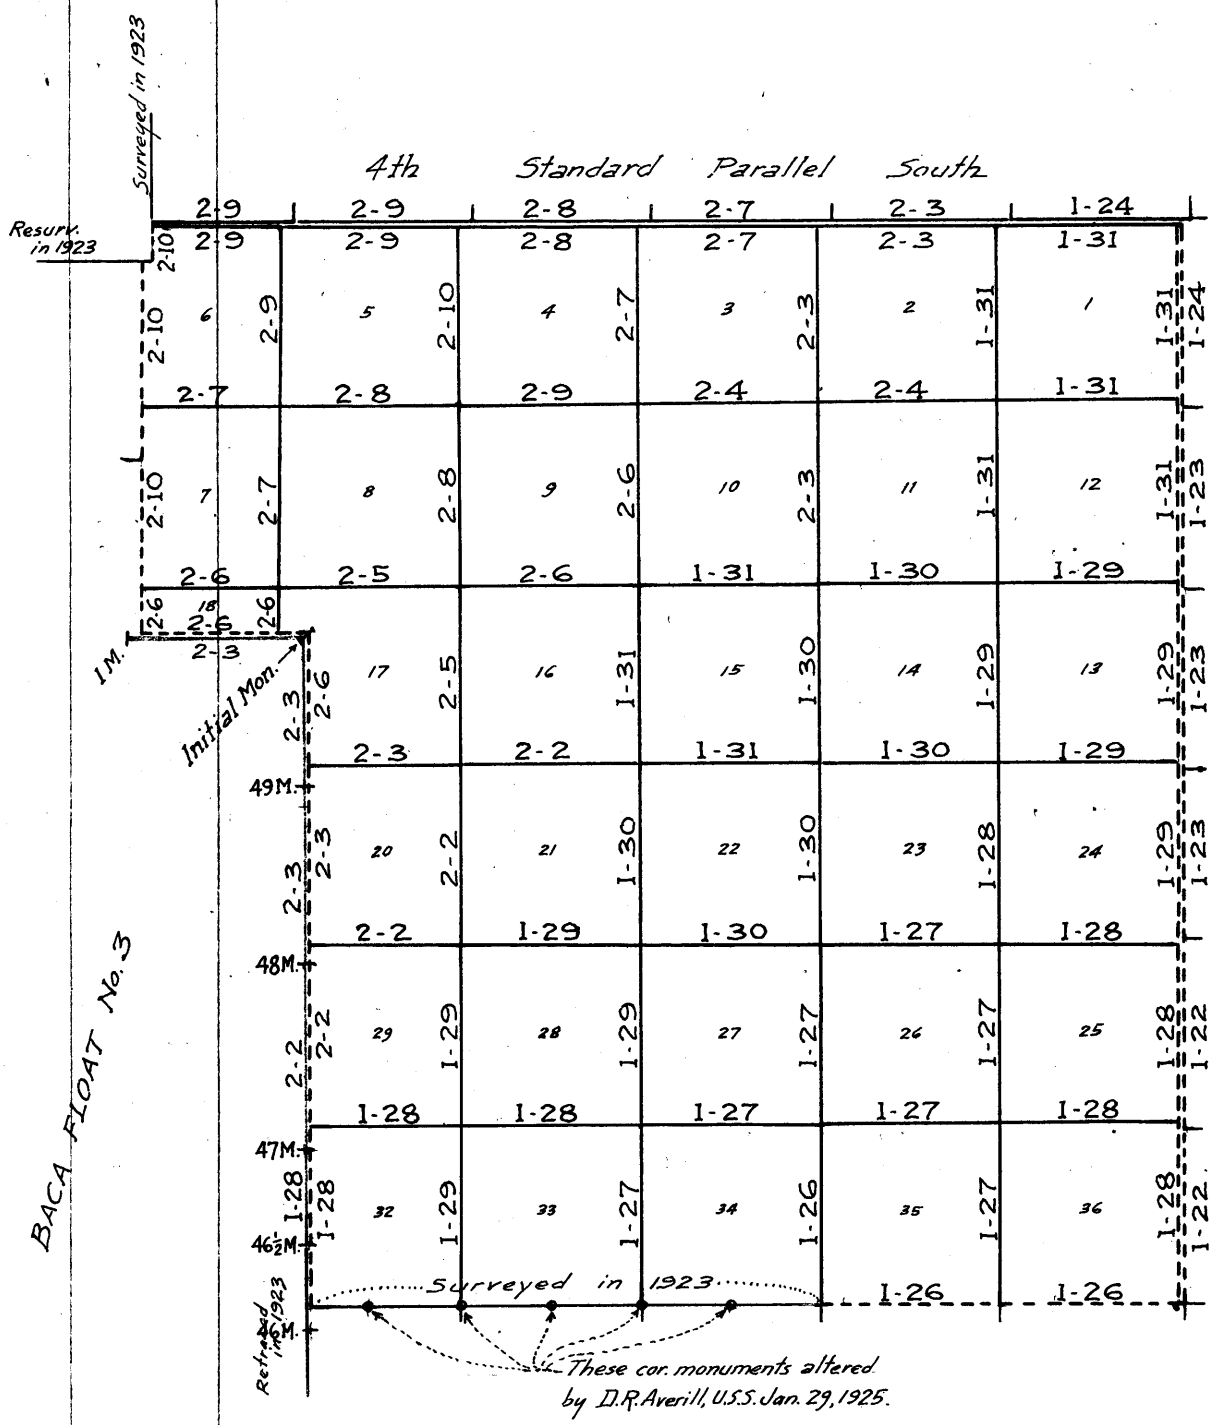 Surveyed in 1923
4th Standard Parallel South
2-9 2-9 2-8 2-7 2-3 1-24
Resurv.
in 1923
2-10
2-9 2-9 2-8 2-7 2-3 1-31
2-10 6 2-9 5 2-10 4 2-7 3 2-3 2 1-31 1 1-31 1-24
2-7 2-8 2-9 2-4 2-4 1-31
2-10 7 2-7 8 2-8 9 2-6 10 2-3 11 1-31 12 1-31 1-23
2-6 2-5 2-6 1-31 1-30 1-29
2-6 18 2-6
2-6
2-3
1M.
Initial Mon.
2-3 2-6 17 2-5 16 1-31 15 1-30 14 1-29 13 1-29 1-23
2-3 2-2 1-31 1-30 1-29
49M.
2-3 2-3 20 2-2 21 1-30 22 1-30 23 1-28 24 1-29 1-23
2-2 1-29 1-30 1-27 1-28
48M.
BACA FLOAT No. 3
2-2 2-2 29 1-29 28 1-29 27 1-27 26 1-27 25 1-28 1-22
1-28 1-28 1-27 1-27 1-28
47M.
1-28 1-28 32 1-29 33 1-27 34 1-26 35 1-27 36 1-28 1-22
46½M.
Surveyed in 1923
1-26 1-26
Retraced
in 1923
46M.
These cor. monuments altered
by D.R. Averill, U.S.S. Jan. 29, 1925.